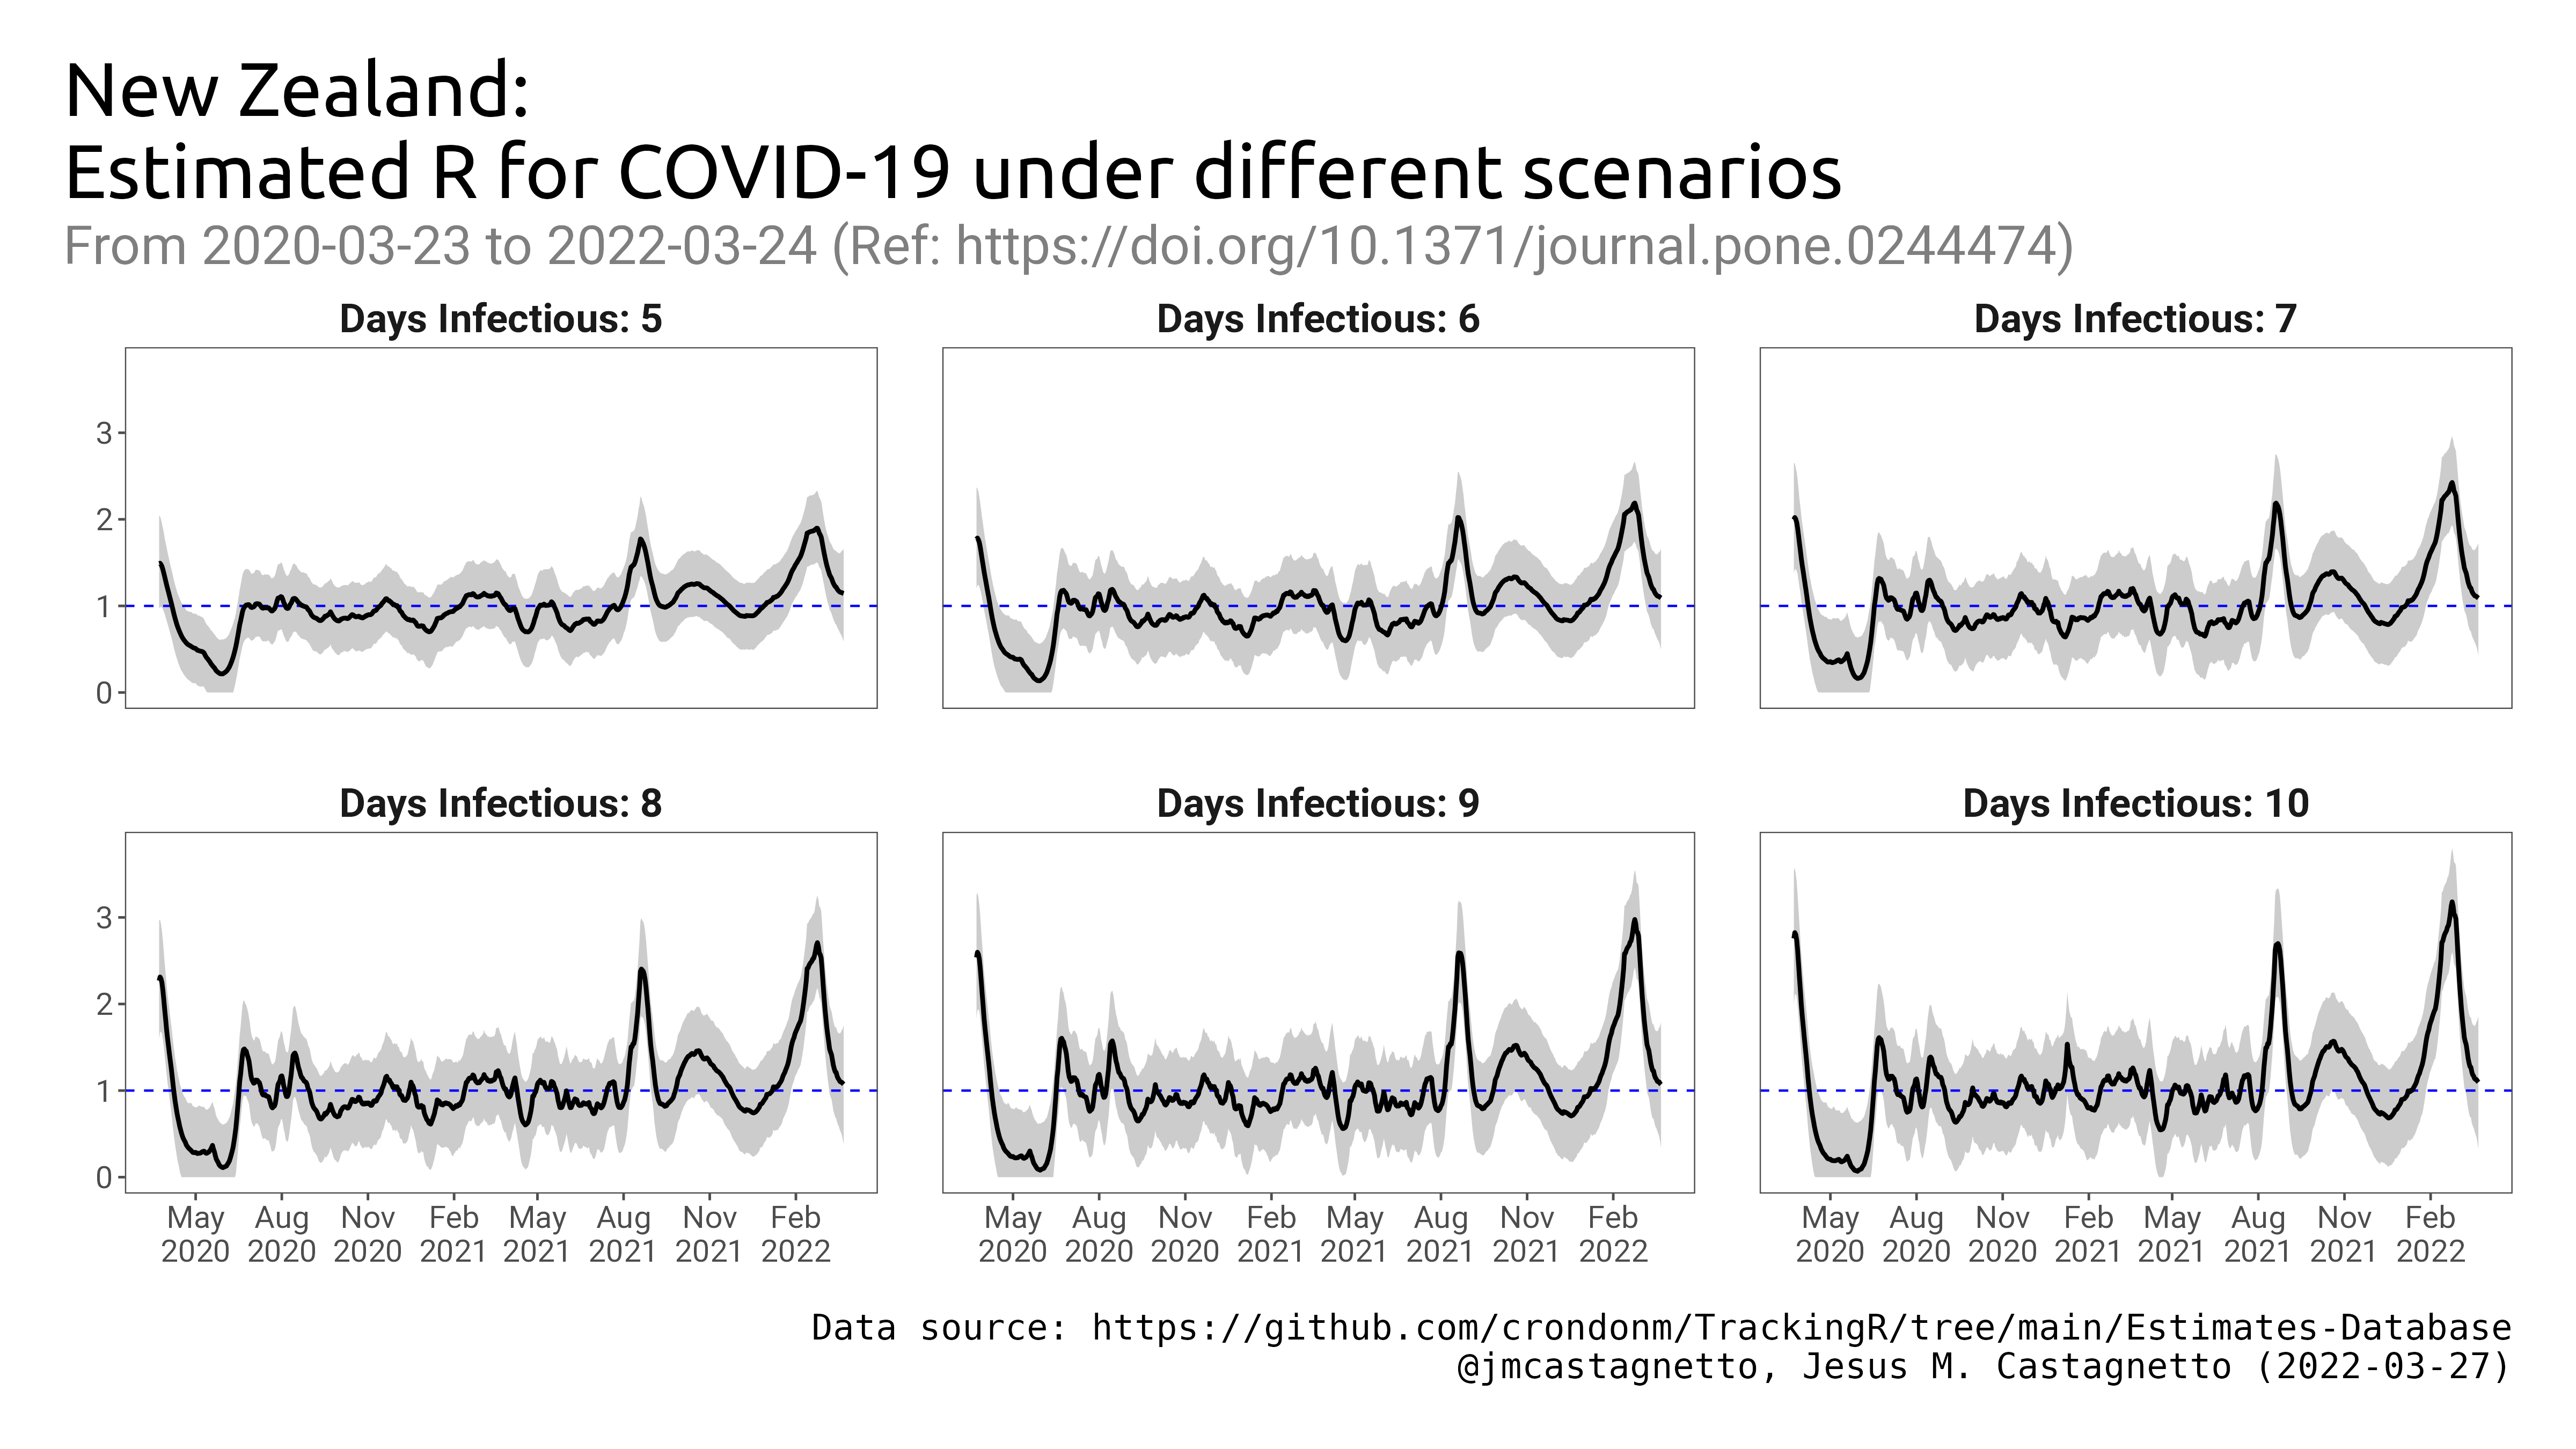 New Zealand:
Estimated R for COVID-19 under different scenarios
From 2020-03-23 to 2022-03-24 (Ref: https://doi.org/10.1371/journal.pone.0244474)
Days Infectious: 5
Days Infectious: 6
Days Infectious: 7
3
2
1
0
Days Infectious: 8
Days Infectious: 9
Days Infectious: 10
3
2
1
0
May Aug Nov Feb May Aug Nov Feb
2020 2020 2020 2021 2021 2021 2021 2022
May Aug Nov Feb May Aug Nov Feb
2020 2020 2020 2021 2021 2021 2021 2022
May Aug Nov Feb May Aug Nov Feb
2020 2020 2020 2021 2021 2021 2021 2022
Data source: https://github.com/crondonm/TrackingR/tree/main/Estimates-Database
@jmcastagnetto, Jesus M. Castagnetto (2022-03-27)